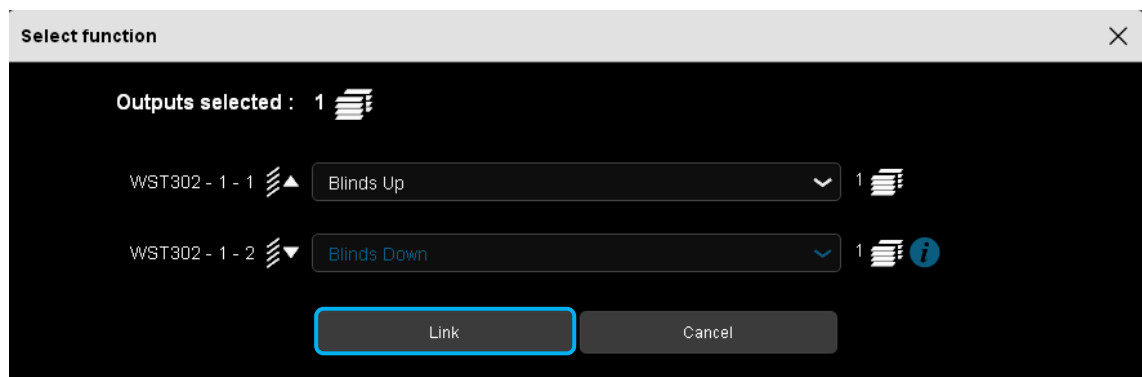 Select function
Outputs selected : 1
WST302 - 1 - 1 Blinds Up 1
WST302 - 1 - 2 Blinds Down 1 i
Link Cancel